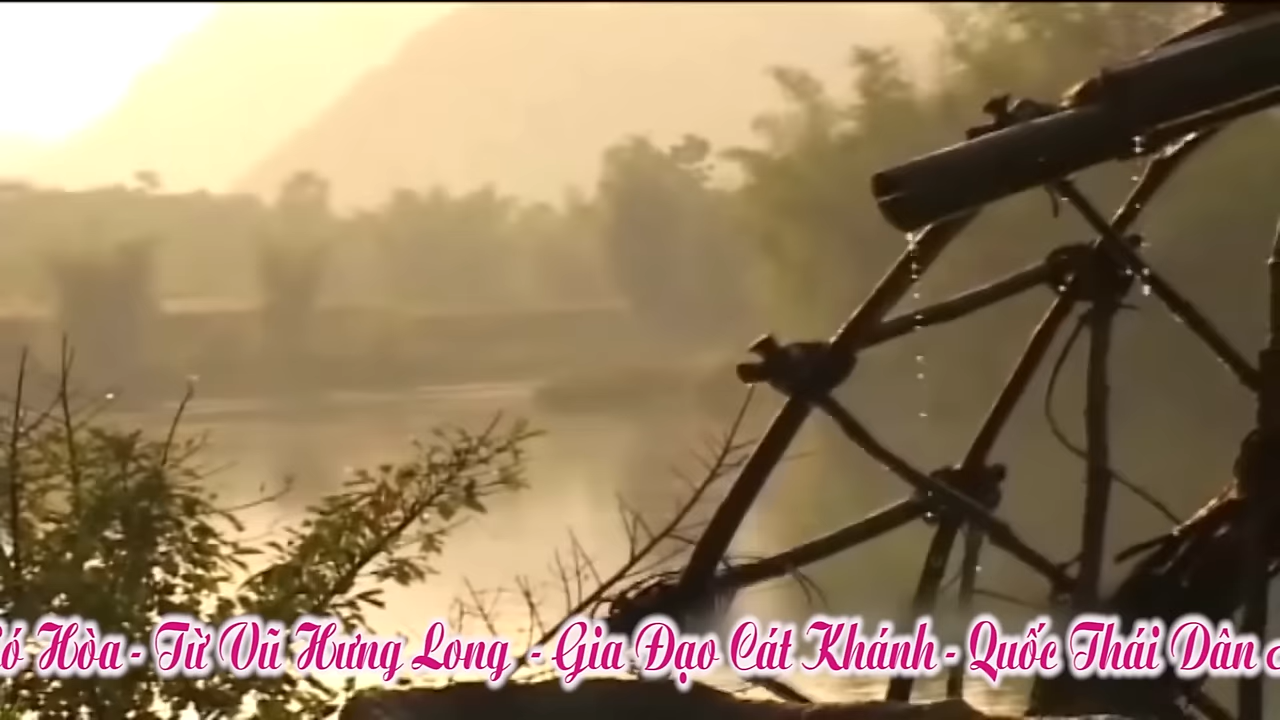 Hòa - Từ Vũ Hưng Long - Gia Đạo Cát Khánh - Quốc Thái Dân